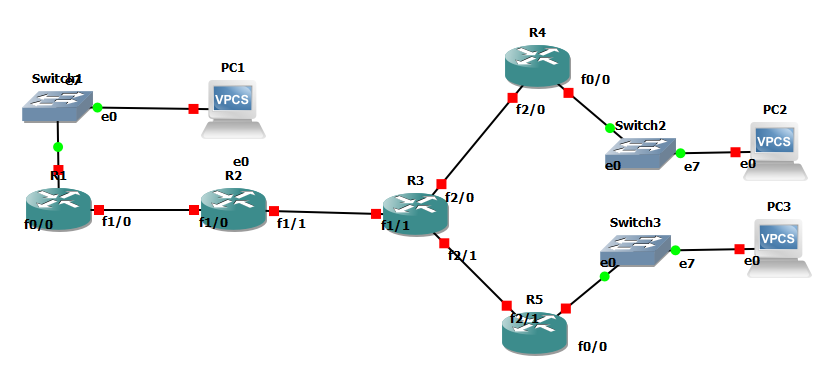 R4
PC1
Switch1
e7
f0/0
VPCS
f2/0
PC2
e0
Switch2
VPCS
e0
R1
R2
R3
e0
e7
e0
f2/0
PC3
f0/0
f1/0
f1/0
f1/1
f1/1
Switch3
VPCS
f2/1
e0
e7
e0
R5
f2/1
f0/0